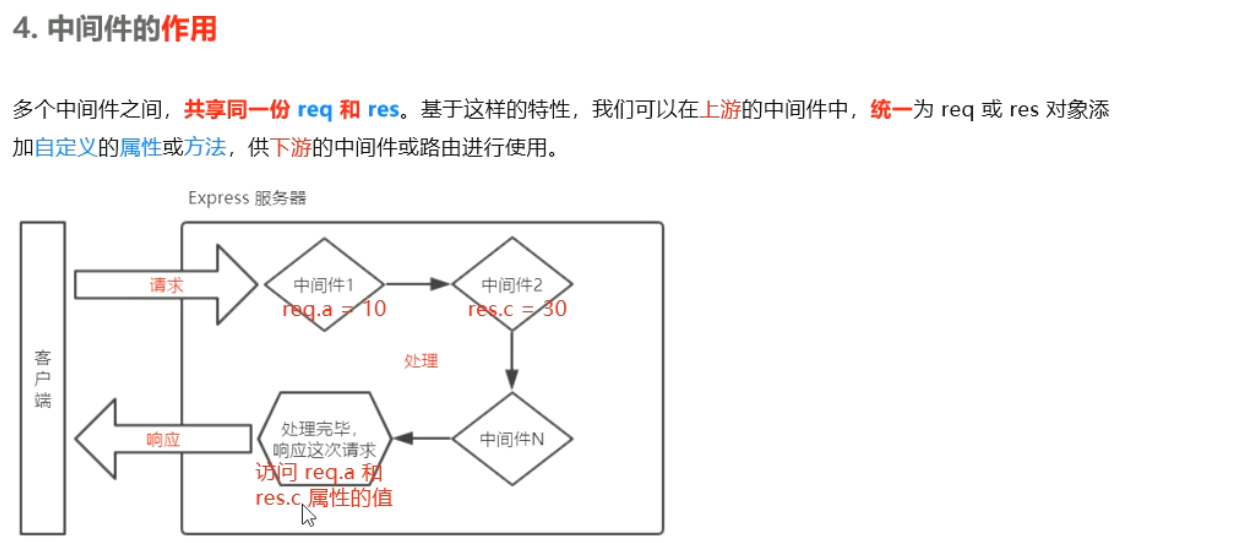 4. 中间件的作用
多个中间件之间，共享同一份 req 和 res。基于这样的特性，我们可以在上游的中间件中，统一为 req 或 res 对象添
加自定义的属性或方法，供下游的中间件或路由进行使用。
Express 服务器
请求
中间件1
req.a = 10
中间件2
res.c = 30
客户端
处理
响应
处理完毕，
响应这次请求
访问 req.a 和
res.c 属性的值
中间件N